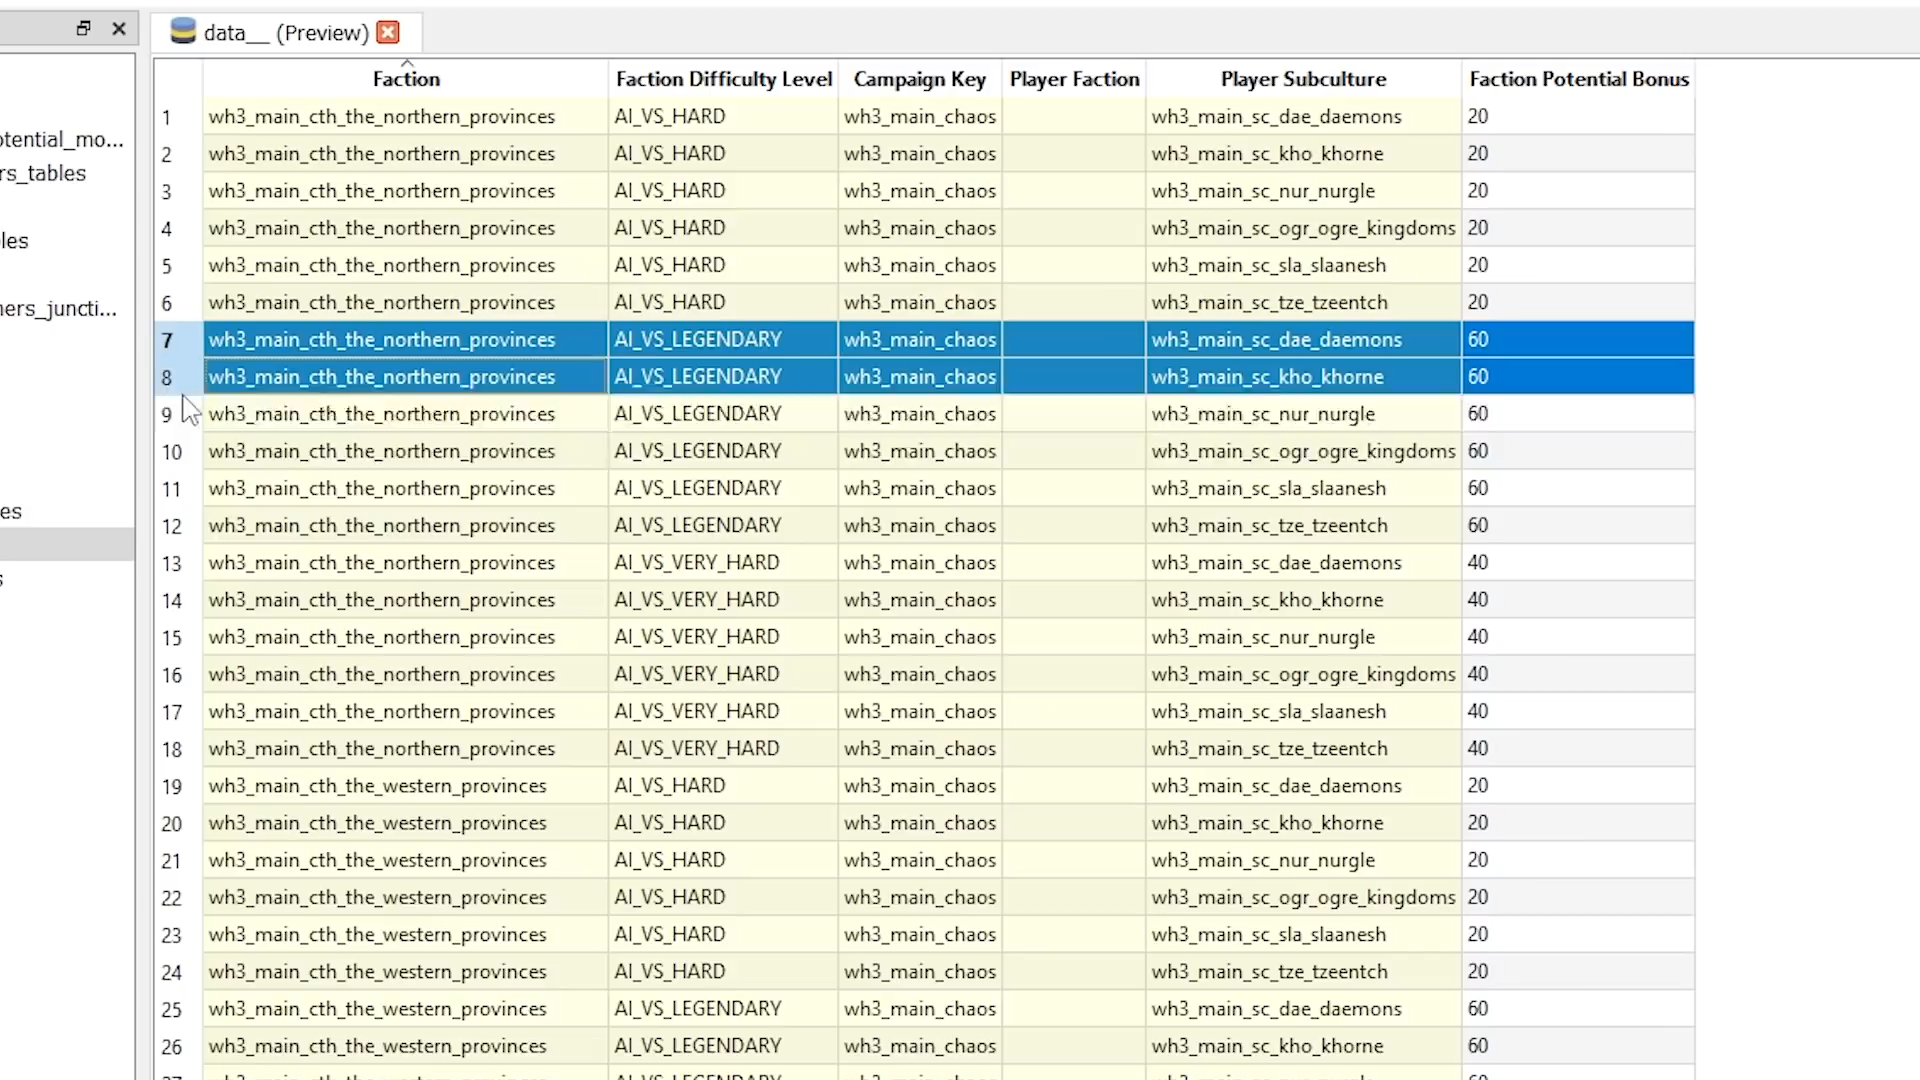 data__ (Preview)
Faction Faction Difficulty Level Campaign Key Player Faction Player Subculture Faction Potential Bonus
1 wh3_main_cth_the_northern_provinces AI_VS_HARD wh3_main_chaos wh3_main_sc_dae_daemons 20
otential_mo...
2 wh3_main_cth_the_northern_provinces AI_VS_HARD wh3_main_chaos wh3_main_sc_kho_khorne 20
rs_tables
3 wh3_main_cth_the_northern_provinces AI_VS_HARD wh3_main_chaos wh3_main_sc_nur_nurgle 20
4 wh3_main_cth_the_northern_provinces AI_VS_HARD wh3_main_chaos wh3_main_sc_ogr_ogre_kingdoms 20
les
5 wh3_main_cth_the_northern_provinces AI_VS_HARD wh3_main_chaos wh3_main_sc_sla_slaanesh 20
6 wh3_main_cth_the_northern_provinces AI_VS_HARD wh3_main_chaos wh3_main_sc_tze_tzeentch 20
ners_juncti...
7 wh3_main_cth_the_northern_provinces AI_VS_LEGENDARY wh3_main_chaos wh3_main_sc_dae_daemons 60
8 wh3_main_cth_the_northern_provinces AI_VS_LEGENDARY wh3_main_chaos wh3_main_sc_kho_khorne 60
9 wh3_main_cth_the_northern_provinces AI_VS_LEGENDARY wh3_main_chaos wh3_main_sc_nur_nurgle 60
10 wh3_main_cth_the_northern_provinces AI_VS_LEGENDARY wh3_main_chaos wh3_main_sc_ogr_ogre_kingdoms 60
11 wh3_main_cth_the_northern_provinces AI_VS_LEGENDARY wh3_main_chaos wh3_main_sc_sla_slaanesh 60
es
12 wh3_main_cth_the_northern_provinces AI_VS_LEGENDARY wh3_main_chaos wh3_main_sc_tze_tzeentch 60
13 wh3_main_cth_the_northern_provinces AI_VS_VERY_HARD wh3_main_chaos wh3_main_sc_dae_daemons 40
s
14 wh3_main_cth_the_northern_provinces AI_VS_VERY_HARD wh3_main_chaos wh3_main_sc_kho_khorne 40
15 wh3_main_cth_the_northern_provinces AI_VS_VERY_HARD wh3_main_chaos wh3_main_sc_nur_nurgle 40
16 wh3_main_cth_the_northern_provinces AI_VS_VERY_HARD wh3_main_chaos wh3_main_sc_ogr_ogre_kingdoms 40
17 wh3_main_cth_the_northern_provinces AI_VS_VERY_HARD wh3_main_chaos wh3_main_sc_sla_slaanesh 40
18 wh3_main_cth_the_northern_provinces AI_VS_VERY_HARD wh3_main_chaos wh3_main_sc_tze_tzeentch 40
19 wh3_main_cth_the_western_provinces AI_VS_HARD wh3_main_chaos wh3_main_sc_dae_daemons 20
20 wh3_main_cth_the_western_provinces AI_VS_HARD wh3_main_chaos wh3_main_sc_kho_khorne 20
21 wh3_main_cth_the_western_provinces AI_VS_HARD wh3_main_chaos wh3_main_sc_nur_nurgle 20
22 wh3_main_cth_the_western_provinces AI_VS_HARD wh3_main_chaos wh3_main_sc_ogr_ogre_kingdoms 20
23 wh3_main_cth_the_western_provinces AI_VS_HARD wh3_main_chaos wh3_main_sc_sla_slaanesh 20
24 wh3_main_cth_the_western_provinces AI_VS_HARD wh3_main_chaos wh3_main_sc_tze_tzeentch 20
25 wh3_main_cth_the_western_provinces AI_VS_LEGENDARY wh3_main_chaos wh3_main_sc_dae_daemons 60
26 wh3_main_cth_the_western_provinces AI_VS_LEGENDARY wh3_main_chaos wh3_main_sc_kho_khorne 60